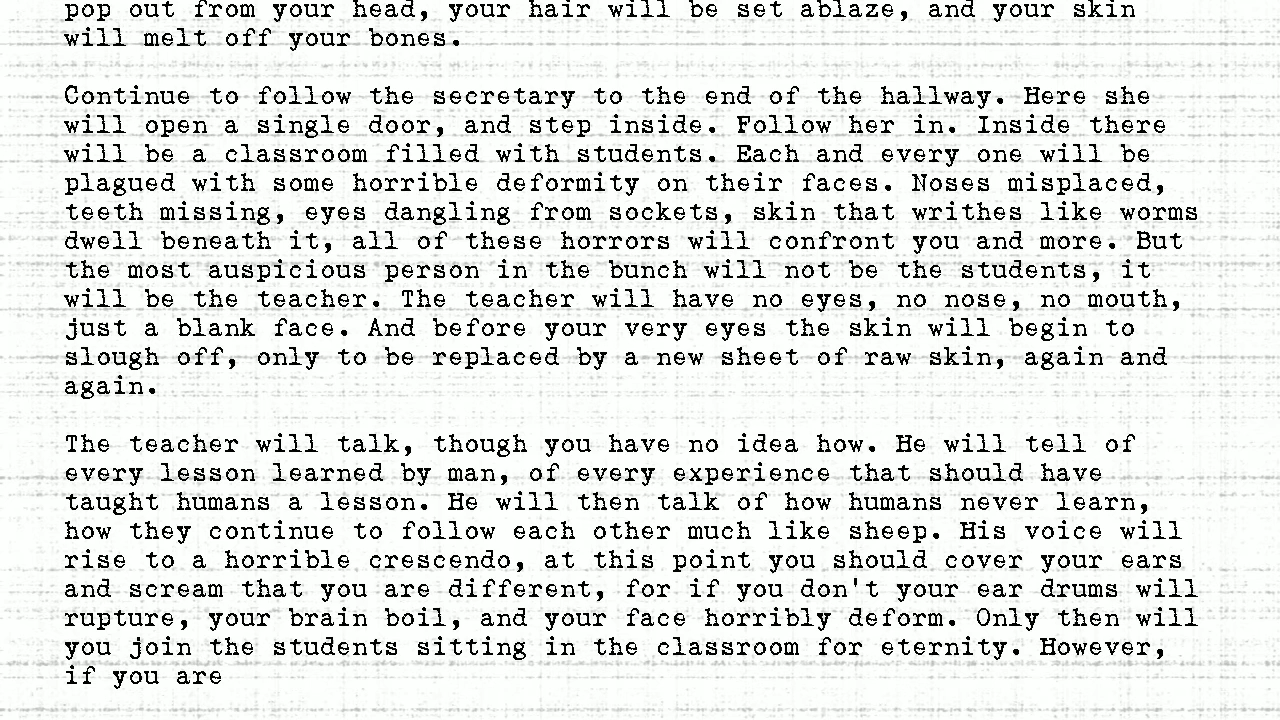 pop out from your head, your hair will be set ablaze, and your skin
will melt off your bones.
Continue to follow the secretary to the end of the hallway. Here she
will open a single door, and step inside. Follow her in. Inside there
will be a classroom filled with students. Each and every one will be
plagued with some horrible deformity on their faces. Noses misplaced,
teeth missing, eyes dangling from sockets, skin that writhes like worms
dwell beneath it, all of these horrors will confront you and more. But
the most auspicious person in the bunch will not be the students, it
will be the teacher. The teacher will have no eyes, no nose, no mouth,
just a blank face. And before your very eyes the skin will begin to
slough off, only to be replaced by a new sheet of raw skin, again and
again.
The teacher will talk, though you have no idea how. He will tell of
every lesson learned by man, of every experience that should have
taught humans a lesson. He will then talk of how humans never learn,
how they continue to follow each other much like sheep. His voice will
rise to a horrible crescendo, at this point you should cover your ears
and scream that you are different, for if you don't your ear drums will
rupture, your brain boil, and your face horribly deform. Only then will
you join the students sitting in the classroom for eternity. However,
if you are